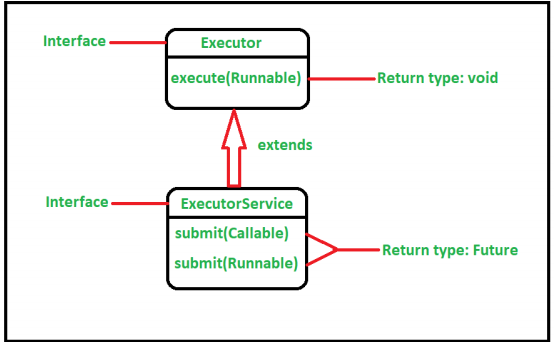 Interface
Executor
execute(Runnable)
Return type: void
extends
Interface
ExecutorService
submit(Callable)
submit(Runnable)
Return type: Future